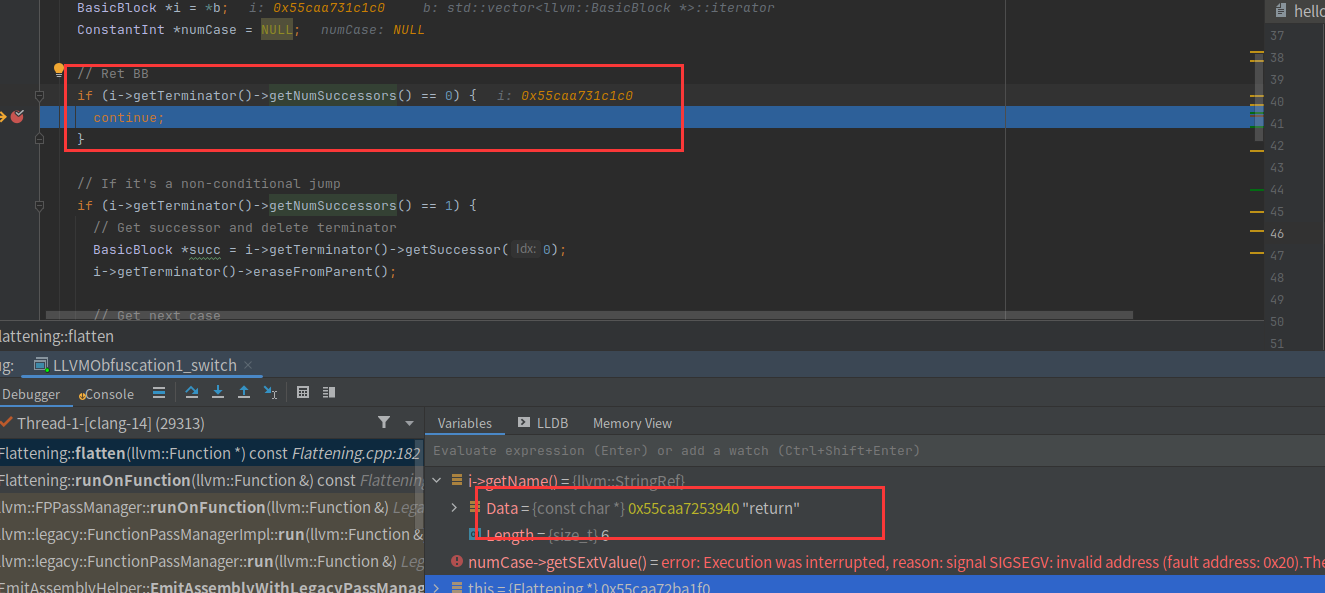 BasicBlock *i = *b; i: 0x55caa731c1c0 b: std::vector<llvm::BasicBlock *>::iterator
ConstantInt *numCase = NULL; numCase: NULL
// Ret BB
if (i->getTerminator()->getNumSuccessors() == 0) { i: 0x55caa731c1c0
continue;
}
// If it's a non-conditional jump
if (i->getTerminator()->getNumSuccessors() == 1) {
// Get successor and delete terminator
BasicBlock *succ = i->getTerminator()->getSuccessor( Idx: 0);
i->getTerminator()->eraseFromParent();
// Get next case
hello
37
38
39
40
41
42
43
44
45
46
47
48
49
50
51
lattening::flatten
ug: LLVMObfuscation1_switch ×
Debugger Console
Thread-1-[clang-14] (29313)
Flattening::flatten(llvm::Function *) const Flattening.cpp:182
Flattening::runOnFunction(llvm::Function &) const Flattening
llvm::FPPassManager::runOnFunction(llvm::Function &) Lega
llvm::legacy::FunctionPassManagerImpl::run(llvm::Function &
llvm::legacy::FunctionPassManager::run(llvm::Function &) Leg
EmitAssemblyHelper::EmitAssemblyWithLegacyPassManag
Variables LLDB Memory View
Evaluate expression (Enter) or add a watch (Ctrl+Shift+Enter)
i->getName() = {llvm::StringRef}
Data = {const char *} 0x55caa7253940 "return"
Length = {size_t} 6
numCase->getSExtValue() = error: Execution was interrupted, reason: signal SIGSEGV: invalid address (fault address: 0x20).The
this = {Flattening *} 0x55caa72ba1f0